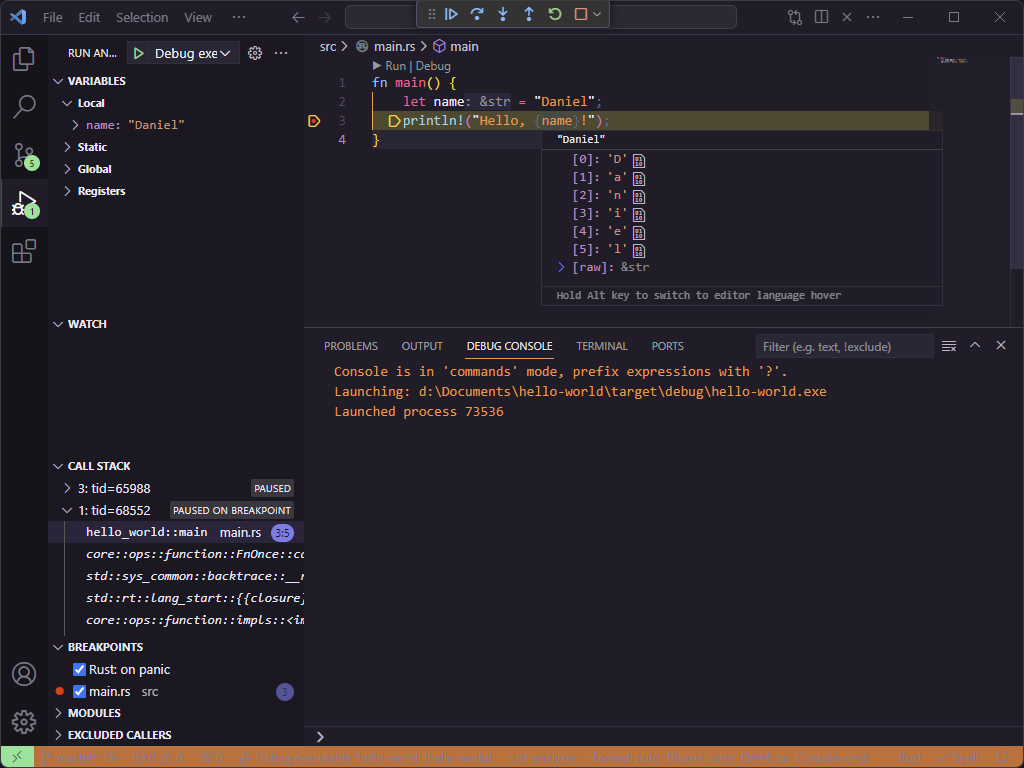 File Edit Selection View ···
RUN AN... Debug exe ···
VARIABLES
Local
name: "Daniel"
Static
Global
Registers
WATCH
CALL STACK
3: tid=65988 PAUSED
1: tid=68552 PAUSED ON BREAKPOINT
hello_world::main main.rs 3:5
core::ops::function::FnOnce::ca
std::sys_common::backtrace::__r
std::rt::lang_start::{{closure}
core::ops::function::impls::<im
BREAKPOINTS
Rust: on panic
main.rs src 3
MODULES
EXCLUDED CALLERS
5
1
src > main.rs > main
Run | Debug
1 fn main() {
2 let name: &str = "Daniel";
3 println!("Hello, {name}!");
4 }
"Daniel"
[0]: 'D'
[1]: 'a'
[2]: 'n'
[3]: 'i'
[4]: 'e'
[5]: 'l'
[raw]: &str
Hold Alt key to switch to editor language hover
PROBLEMS OUTPUT DEBUG CONSOLE TERMINAL PORTS Filter (e.g. text, !exclude)
Console is in 'commands' mode, prefix expressions with '?'.
Launching: d:\Documents\hello-world\target\debug\hello-world.exe
Launched process 73536